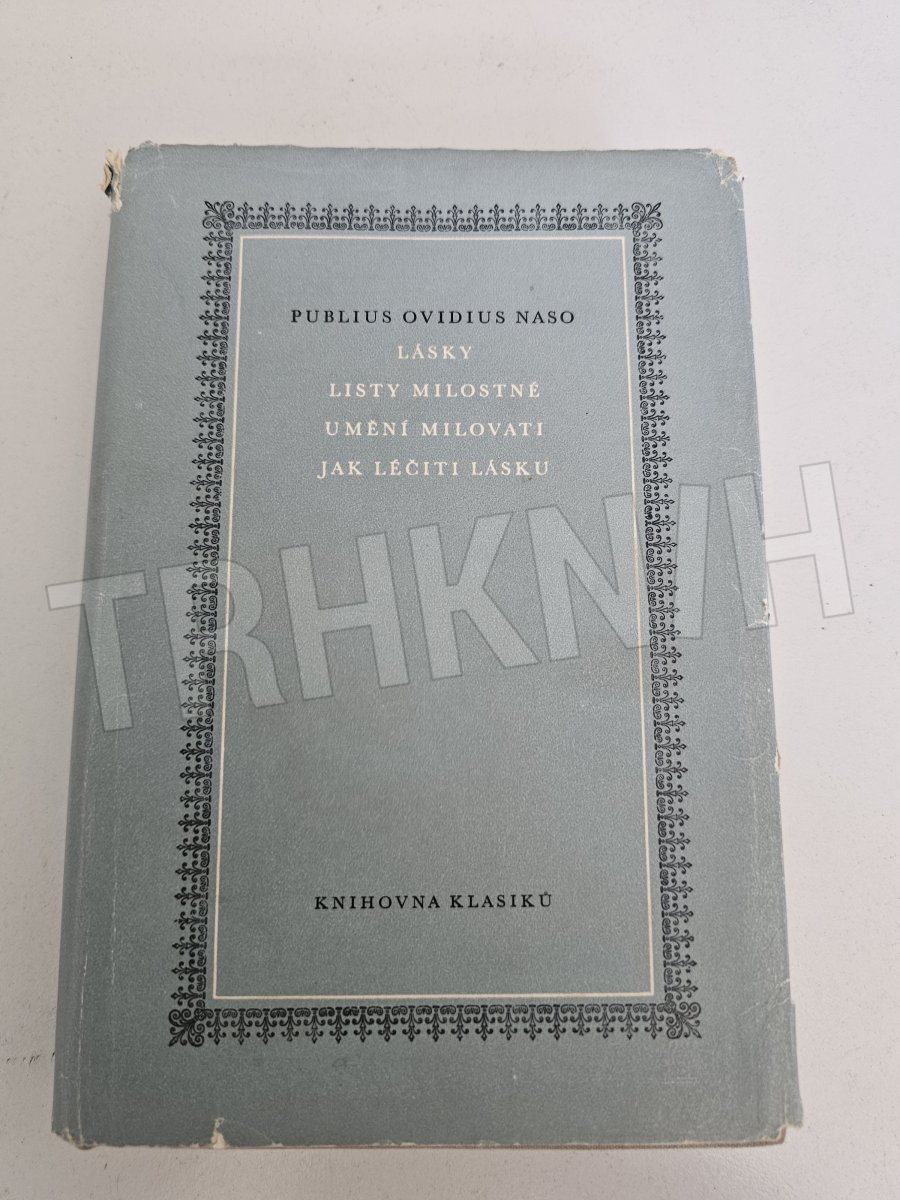 PUBLIUS OVIDIUS NASO
LÁSKY
LISTY MILOSTNÉ
UMĚNÍ MILOVATI
JAK LÉČITI LÁSKU
TRHKNIH
KNIHOVNA KLASIKŮ